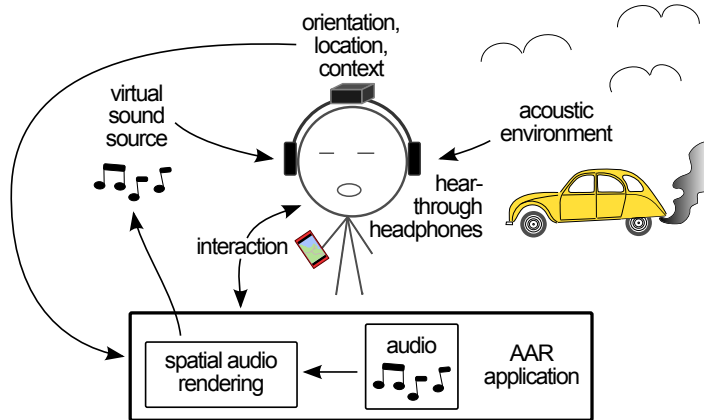 orientation,
location,
context
virtual
sound
source
acoustic
environment
hear-
through
headphones
interaction
spatial audio
rendering
audio
AAR
application